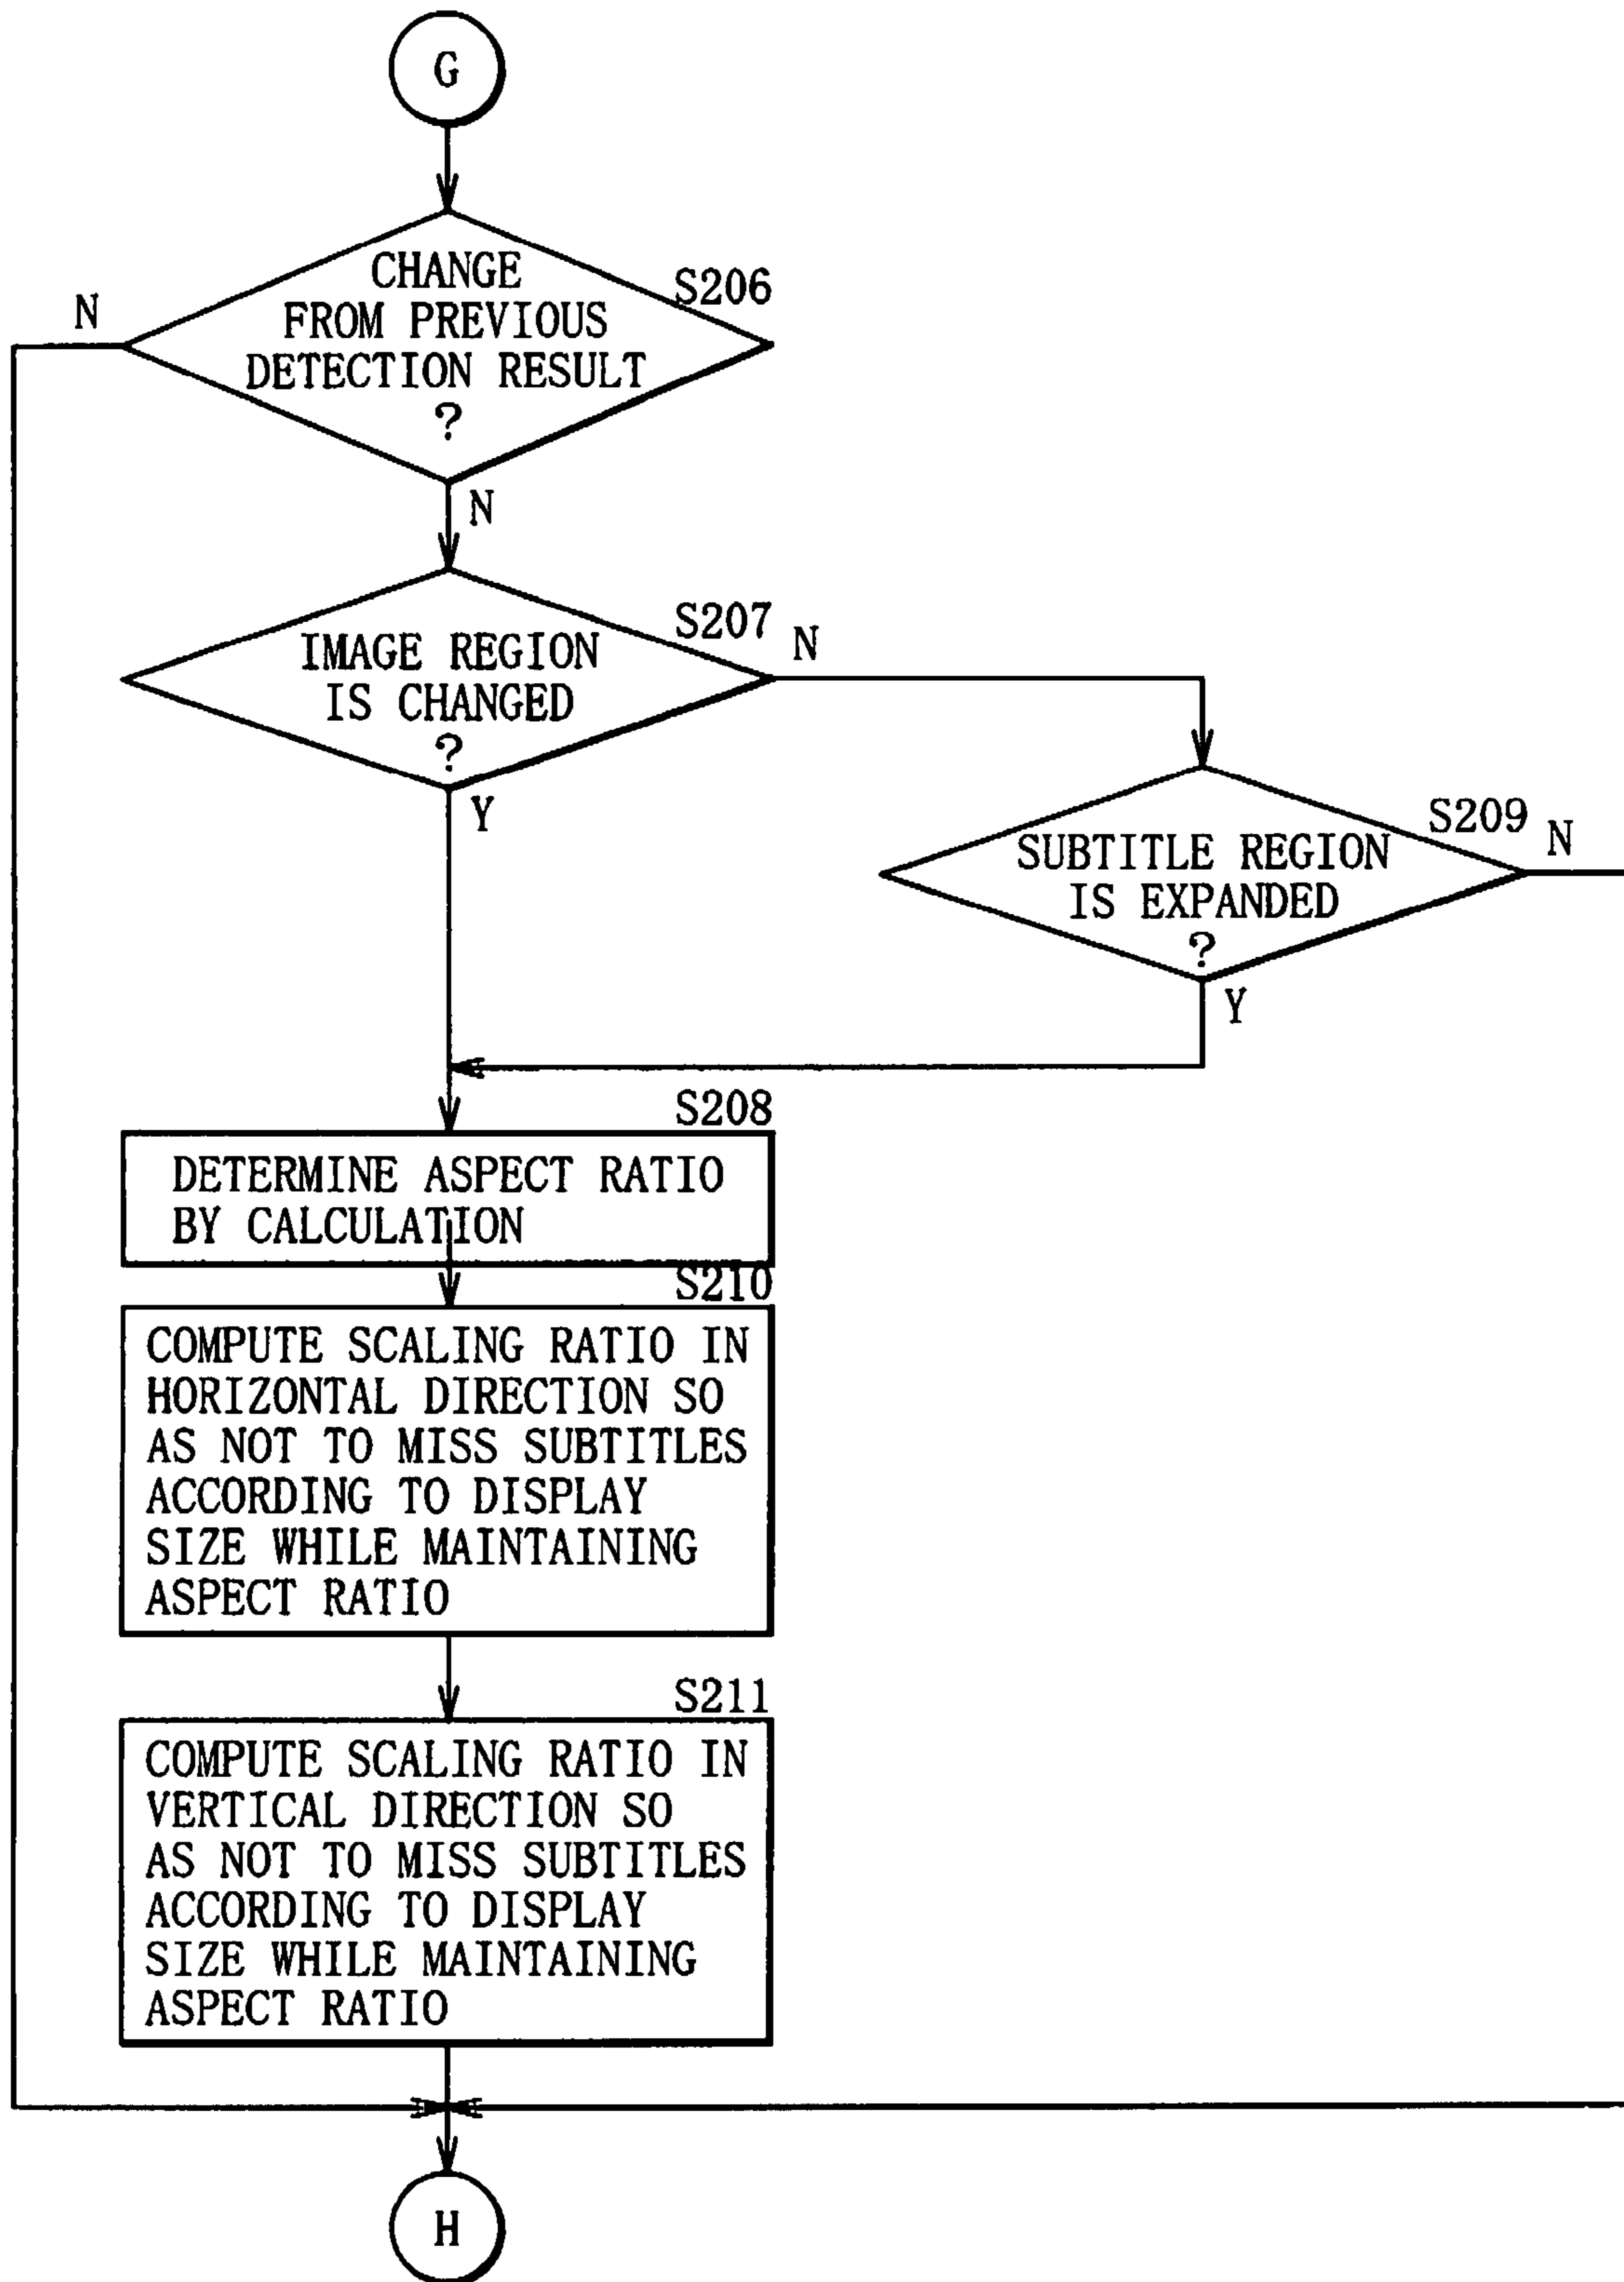 G
CHANGE
FROM PREVIOUS
DETECTION RESULT
?
S206
N
N
IMAGE REGION
IS CHANGED
?
S207
N
Y
SUBTITLE REGION
IS EXPANDED
?
S209
N
Y
S208
DETERMINE ASPECT RATIO
BY CALCULATION
S210
COMPUTE SCALING RATIO IN
HORIZONTAL DIRECTION SO
AS NOT TO MISS SUBTITLES
ACCORDING TO DISPLAY
SIZE WHILE MAINTAINING
ASPECT RATIO
S211
COMPUTE SCALING RATIO IN
VERTICAL DIRECTION SO
AS NOT TO MISS SUBTITLES
ACCORDING TO DISPLAY
SIZE WHILE MAINTAINING
ASPECT RATIO
H